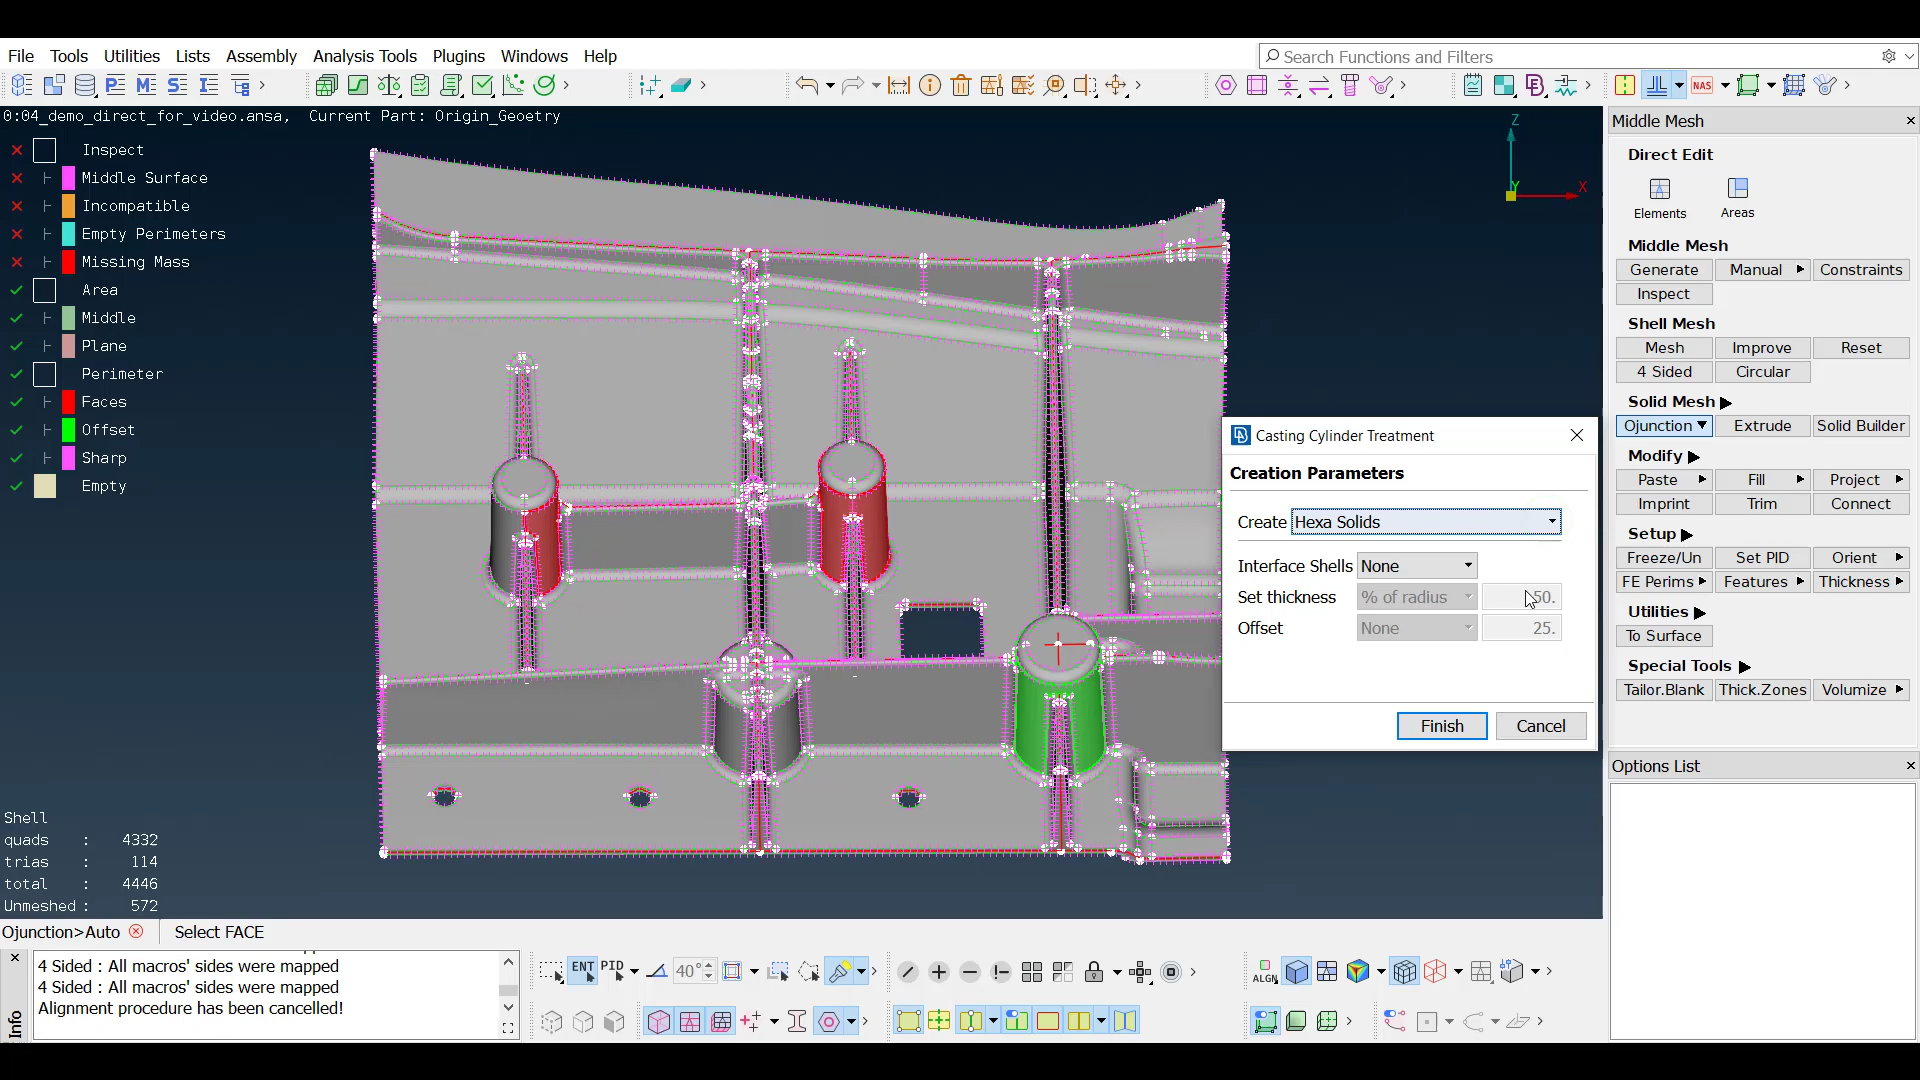 File Tools Utilities Lists Assembly Analysis Tools Plugins Windows Help
Search Functions and Filters
NAS
0:04_demo_direct_for_video.ansa, Current Part: Origin_Geoetry
Inspect
Middle Surface
Incompatible
Empty Perimeters
Missing Mass
Area
Middle
Plane
Perimeter
Faces
Offset
Sharp
Empty
Z
Y
X
Shell
quads : 4332
trias : 114
total : 4446
Unmeshed : 572
Casting Cylinder Treatment
Creation Parameters
Create Hexa Solids
Interface Shells None
Set thickness % of radius 50.
Offset None 25.
Finish Cancel
Middle Mesh
Direct Edit
Elements Areas
Middle Mesh
Generate Manual Constraints
Inspect
Shell Mesh
Mesh Improve Reset
4 Sided Circular
Solid Mesh
Ojunction Extrude Solid Builder
Modify
Paste Fill Project
Imprint Trim Connect
Setup
Freeze/Un Set PID Orient
FE Perims Features Thickness
Utilities
To Surface
Special Tools
Tailor.Blank Thick.Zones Volumize
Options List
Ojunction>Auto Select FACE
4 Sided : All macros' sides were mapped
4 Sided : All macros' sides were mapped
Alignment procedure has been cancelled!
Info
ENT PID 40°
ALGN